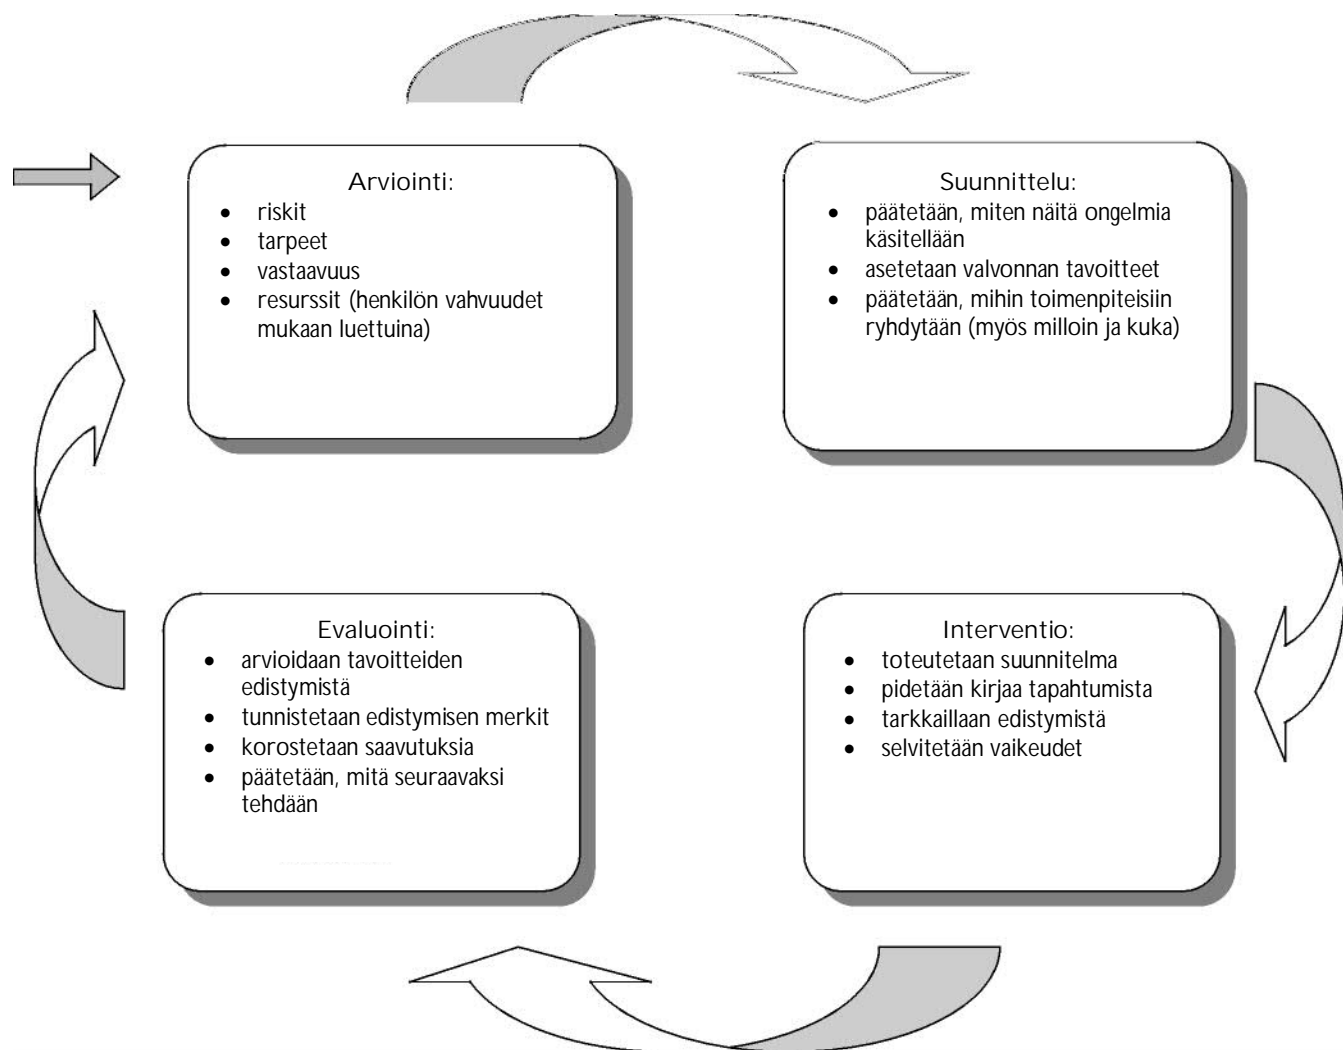 Arviointi:
• riskit
• tarpeet
• vastaavuus
• resurssit (henkilön vahvuudet
mukaan luettuina)
Suunnittelu:
• päätetään, miten näitä ongelmia
käsitellään
• asetetaan valvonnan tavoitteet
• päätetään, mihin toimenpiteisiin
ryhdytään (myös milloin ja kuka)
Evaluointi:
• arvioidaan tavoitteiden
edistymistä
• tunnistetaan edistymisen merkit
• korostetaan saavutuksia
• päätetään, mitä seuraavaksi
tehdään
Interventio:
• toteutetaan suunnitelma
• pidetään kirjaa tapahtumista
• tarkkaillaan edistymistä
• selvitetään vaikeudet